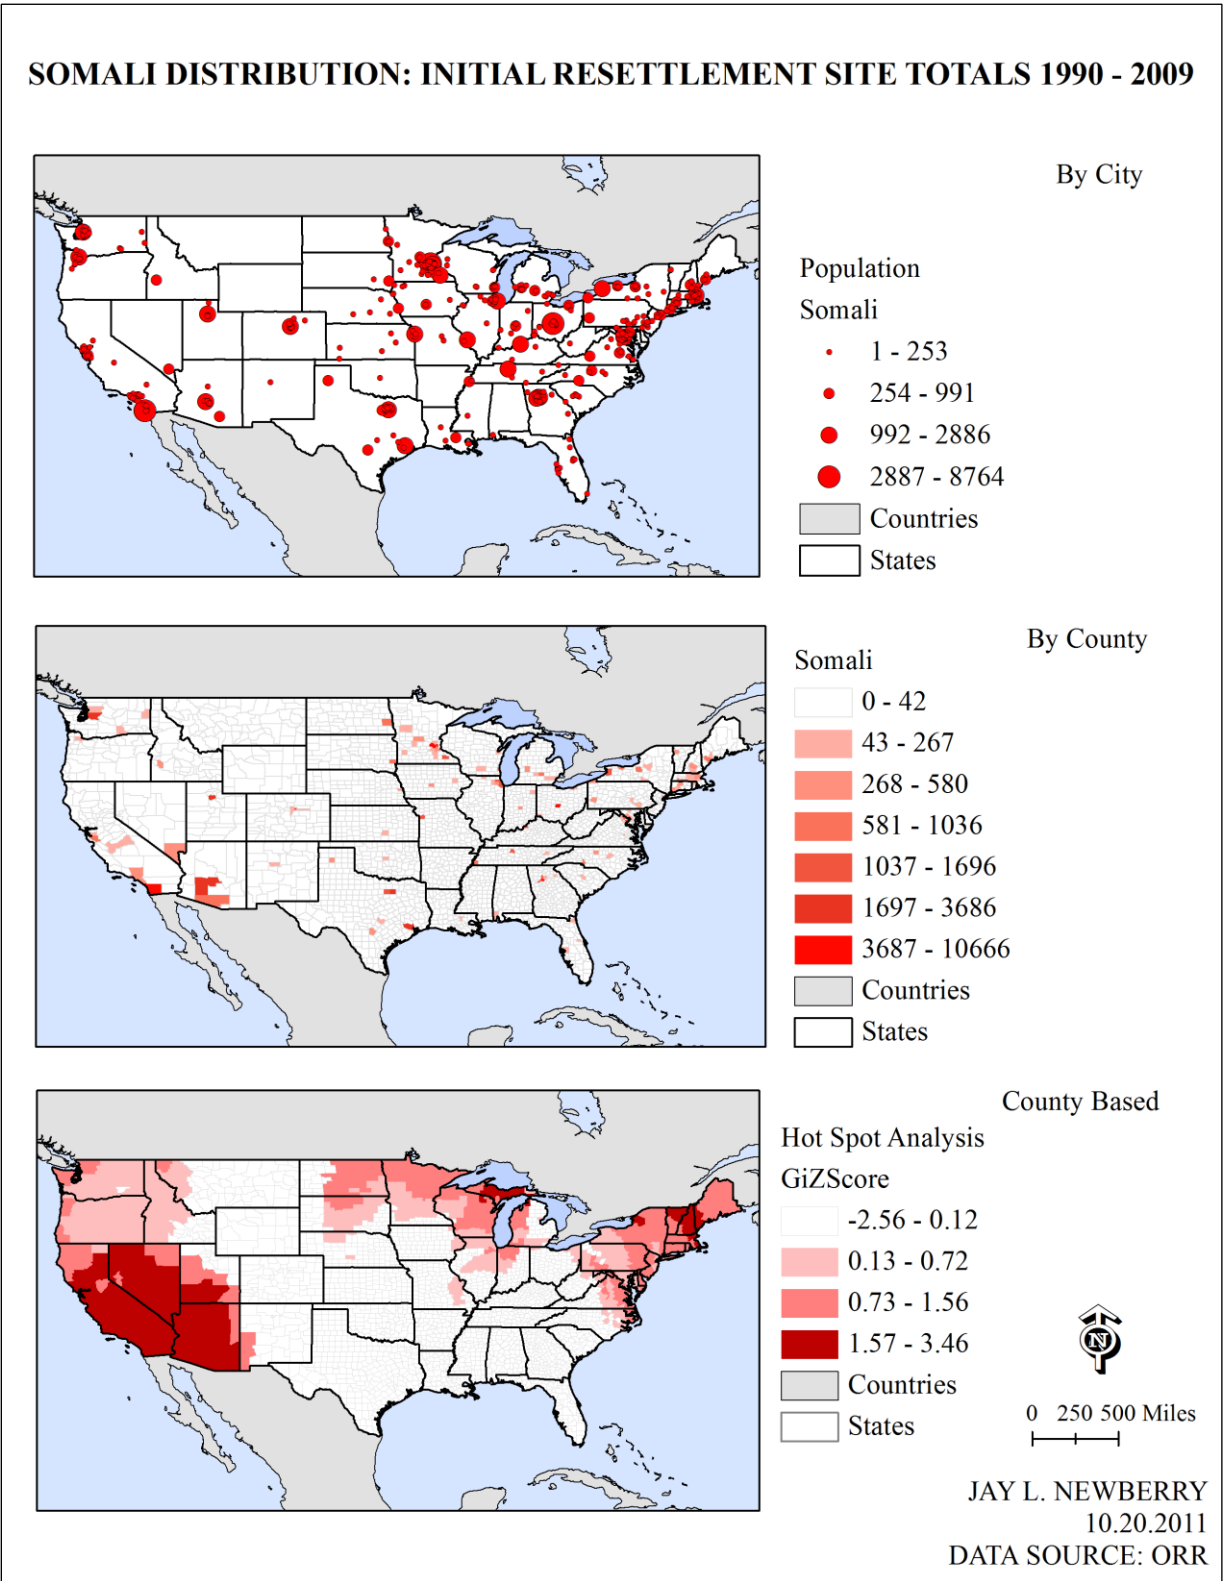 SOMALI DISTRIBUTION: INITIAL RESETTLEMENT SITE TOTALS 1990 - 2009
By City
Population
Somali
1 - 253
254 - 991
992 - 2886
2887 - 8764
Countries
States
By County
Somali
0 - 42
43 - 267
268 - 580
581 - 1036
1037 - 1696
1697 - 3686
3687 - 10666
Countries
States
County Based
Hot Spot Analysis
GiZScore
-2.56 - 0.12
0.13 - 0.72
0.73 - 1.56
1.57 - 3.46
Countries
States
N
0 250 500 Miles
JAY L. NEWBERRY
10.20.2011
DATA SOURCE: ORR